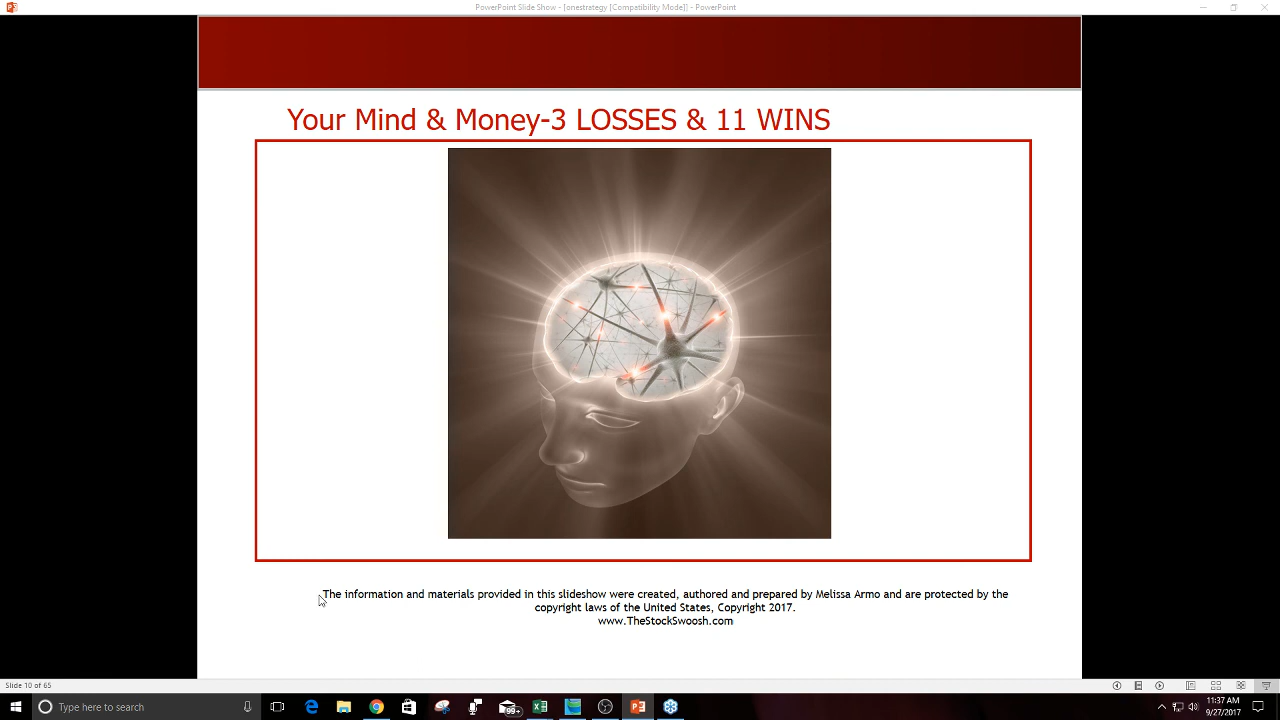 PowerPoint Slide Show - [onestrategy [Compatibility Mode]] - PowerPoint
Your Mind & Money-3 LOSSES & 11 WINS
The information and materials provided in this slideshow were created, authored and prepared by Melissa Armo and are protected by the
copyright laws of the United States, Copyright 2017.
www.TheStockSwoosh.com
Slide 10 of 65
Type here to search
99+
11:37 AM
9/27/2017